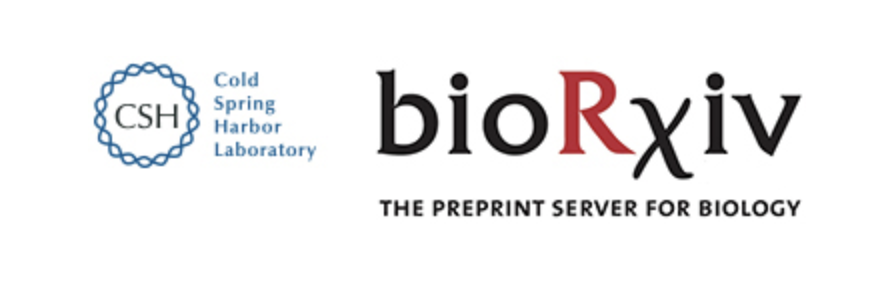 CSH
Cold
Spring
Harbor
Laboratory
bioRχiv
THE PREPRINT SERVER FOR BIOLOGY